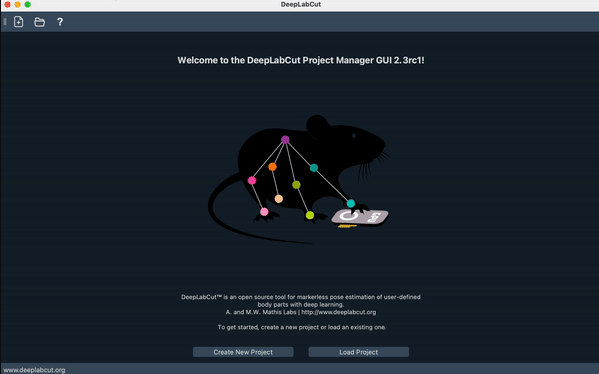 DeepLabCut
?
Welcome to the DeepLabCut Project Manager GUI 2.3rc1!
DeepLabCut™ is an open source tool for markerless pose estimation of user-defined
body parts with deep learning.
A. and M.W. Mathis Labs | http://www.deeplabcut.org
To get started, create a new project or load an existing one.
Create New Project Load Project
www.deeplabcut.org